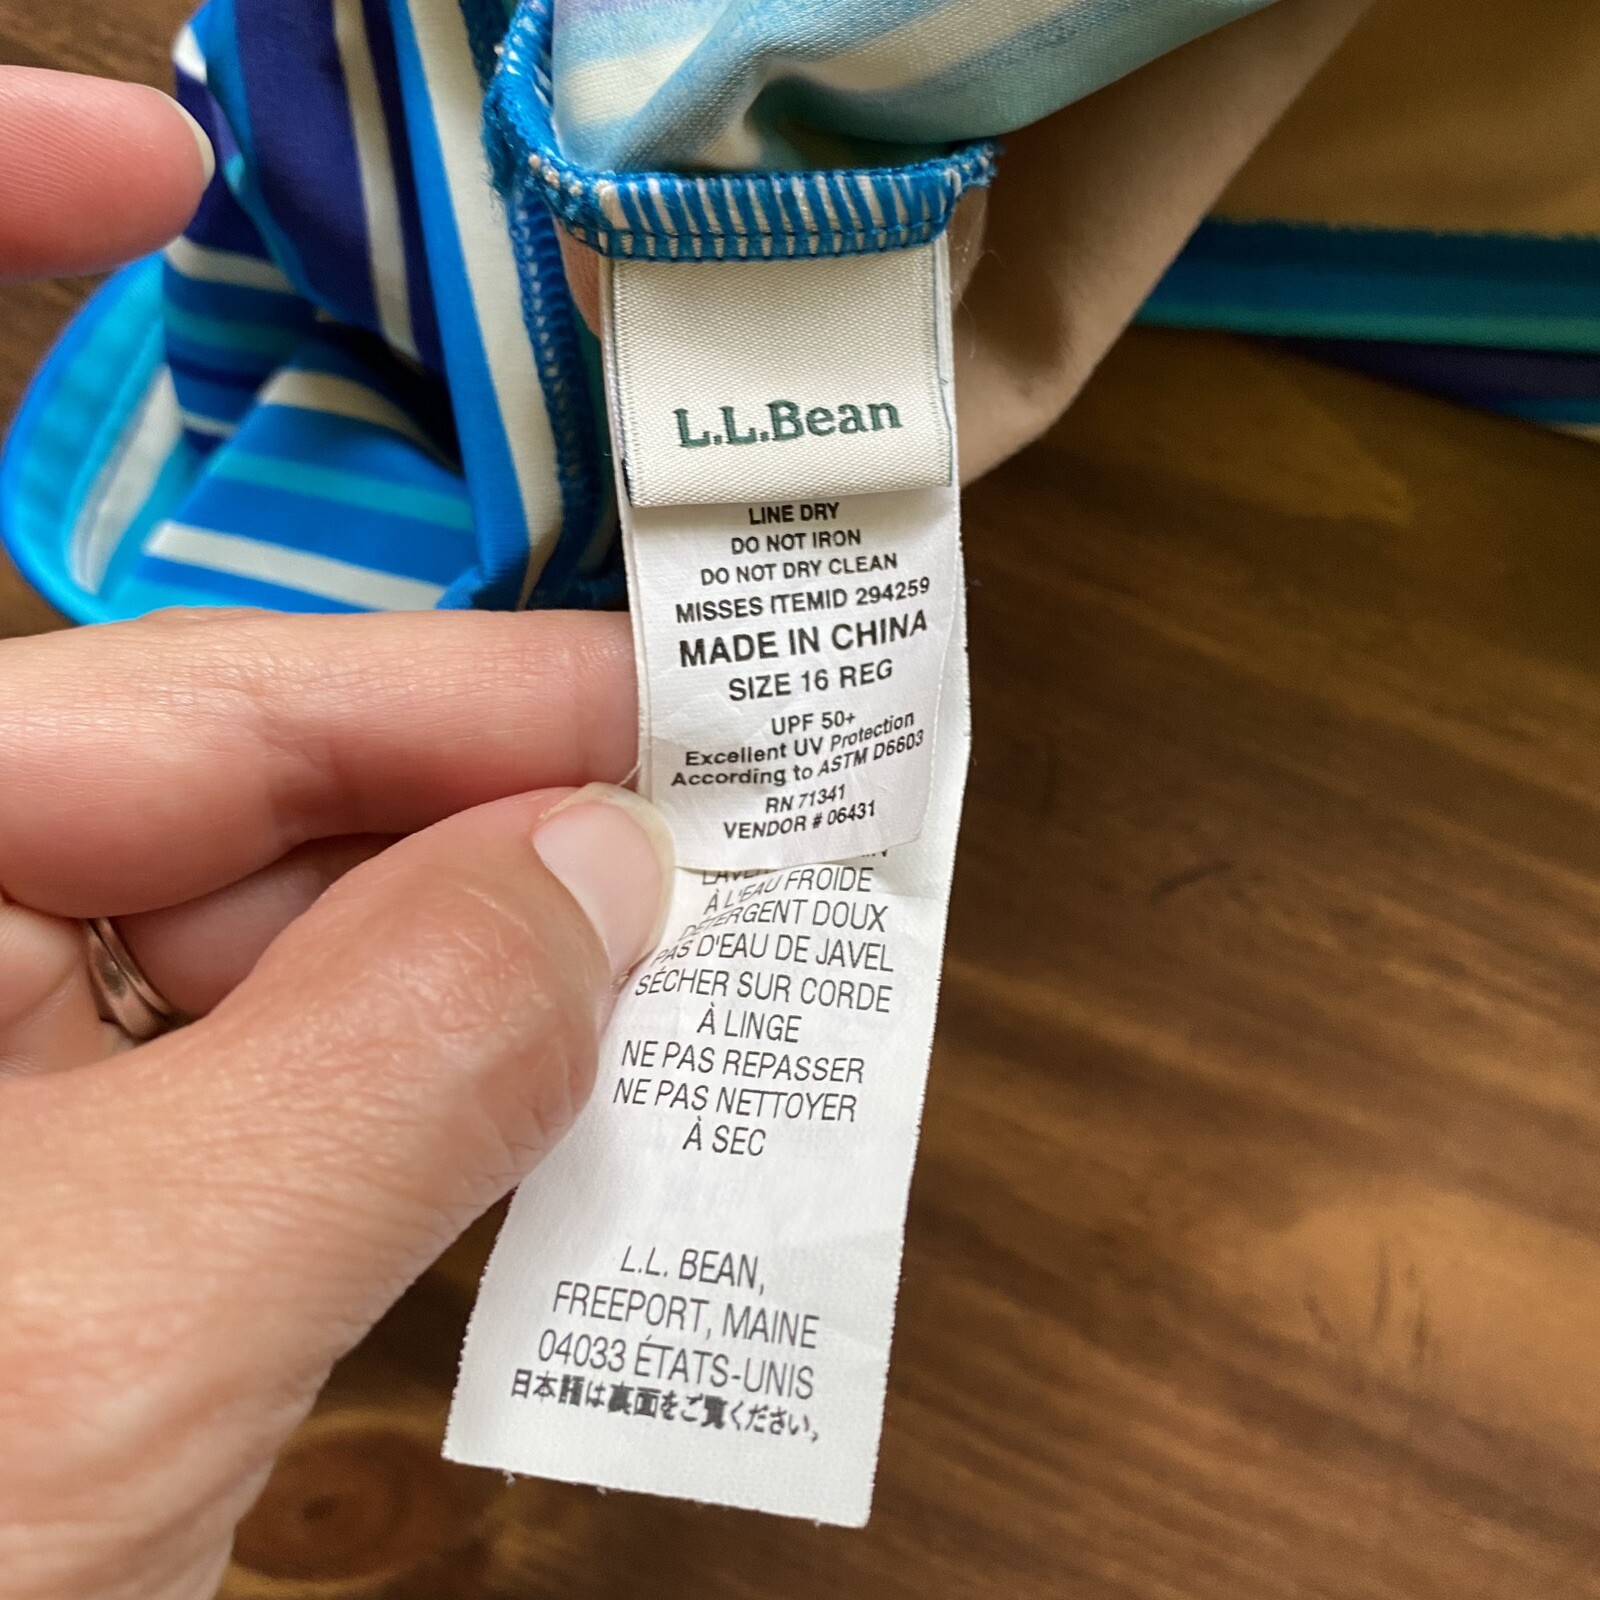 L.L.Bean
LINE DRY
DO NOT IRON
DO NOT DRY CLEAN
MISSES ITEMID 294259
MADE IN CHINA
SIZE 16 REG
UPF 50+
Excellent UV Protection
According to ASTM D6603
RN 71341
VENDOR # 06431
À L'EAU FROIDE
DÉTERGENT DOUX
PAS D'EAU DE JAVEL
SÉCHER SUR CORDE
À LINGE
NE PAS REPASSER
NE PAS NETTOYER
À SEC
L.L. BEAN,
FREEPORT, MAINE
04033 ÉTATS-UNIS
日本語は裏面をご覧ください。